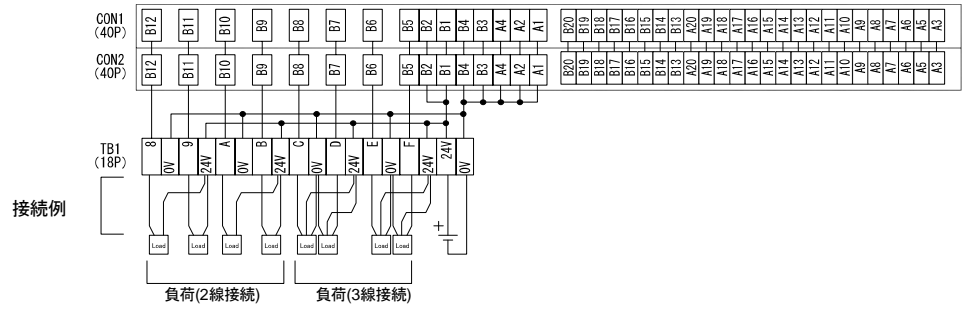 CON1 (40P) B12 B11 B10 B9 B8 B7 B6 B5 B2 B1 B4 B3 A4 A2 A1 B20 B19 B18 B17 B16 B15 B14 B13 A20 A19 A18 A17 A16 A15 A14 A13 A12 A11 A10 A9 A8 A7 A6 A5 A3
CON2 (40P) B12 B11 B10 B9 B8 B7 B6 B5 B2 B1 B4 B3 A4 A2 A1 B20 B19 B18 B17 B16 B15 B14 B13 A20 A19 A18 A17 A16 A15 A14 A13 A12 A11 A10 A9 A8 A7 A6 A5 A3
TB1 (18P) 8 0V 9 24V A 0V B 24V C 0V D 24V E 0V F 24V 24V 0V
接続例
+
Load Load Load Load Load Load Load Load
負荷(2線接続) 負荷(3線接続)